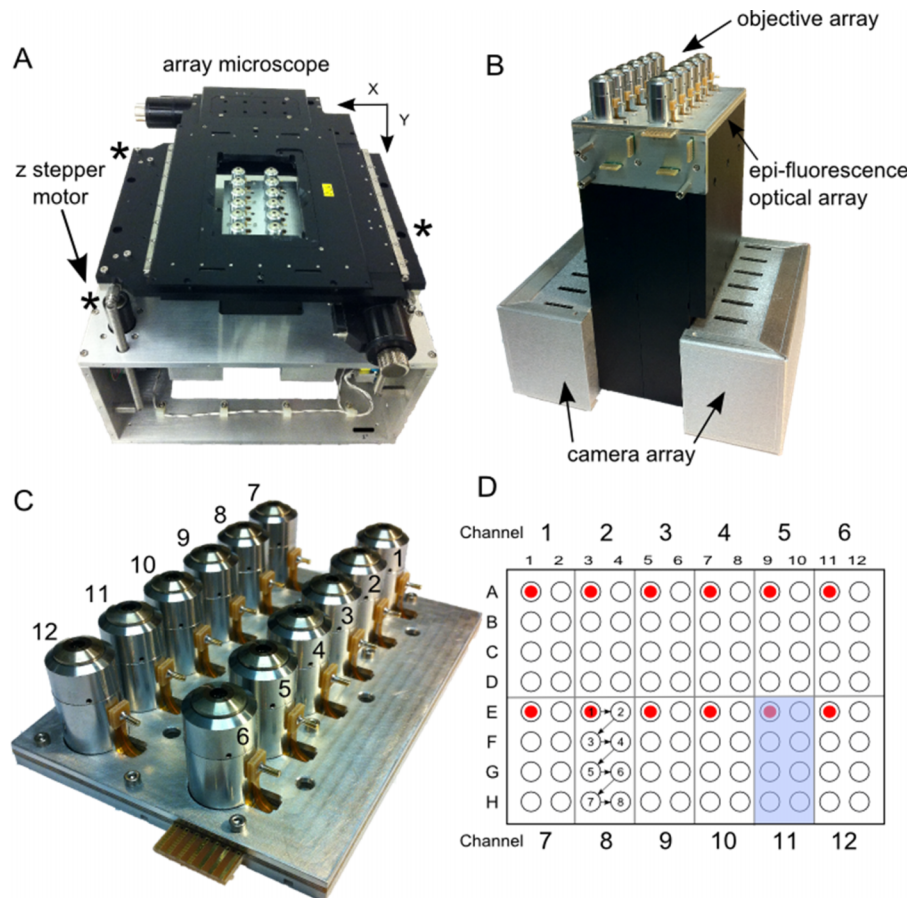 A
array microscope
X
Y
z stepper
motor
*
*
*
B
objective array
epi-fluorescence
optical array
camera array
C
7
8
9
10
11
12
1
2
3
4
5
6
D
Channel 1 2 3 4 5 6
1 2 3 4 5 6 7 8 9 10 11 12
A
B
C
D
E 1 2
F 3 4
G 5 6
H 7 8
Channel 7 8 9 10 11 12